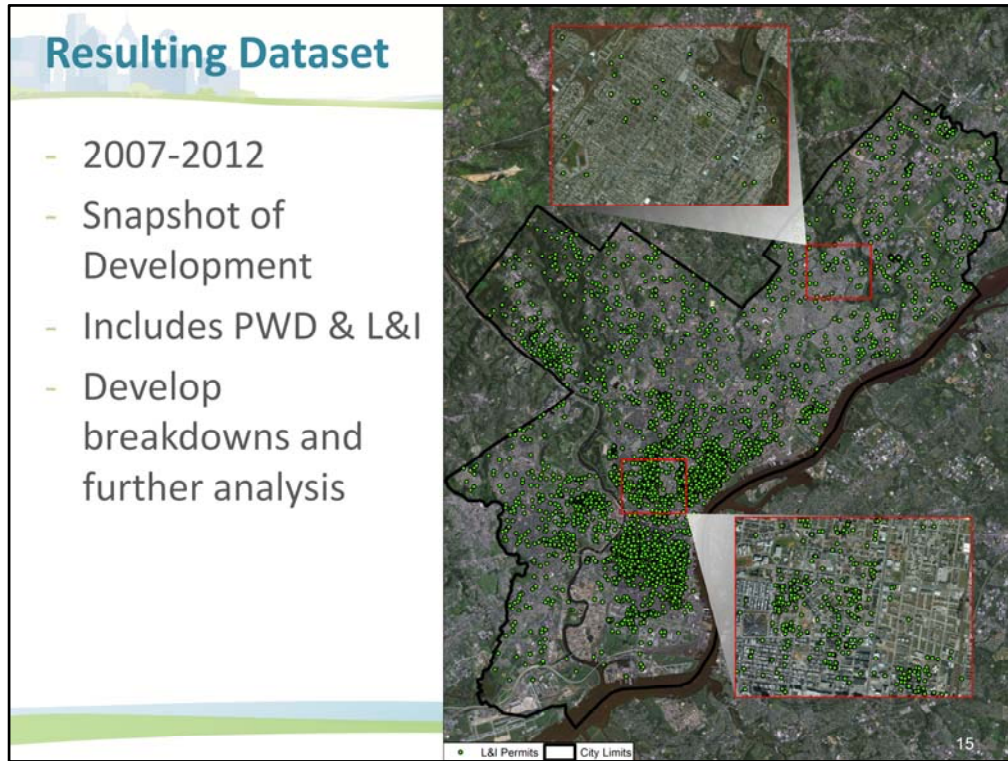 Resulting Dataset
- 2007-2012
- Snapshot of
Development
- Includes PWD & L&I
- Develop
breakdowns and
further analysis
L&I Permits
City Limits
15